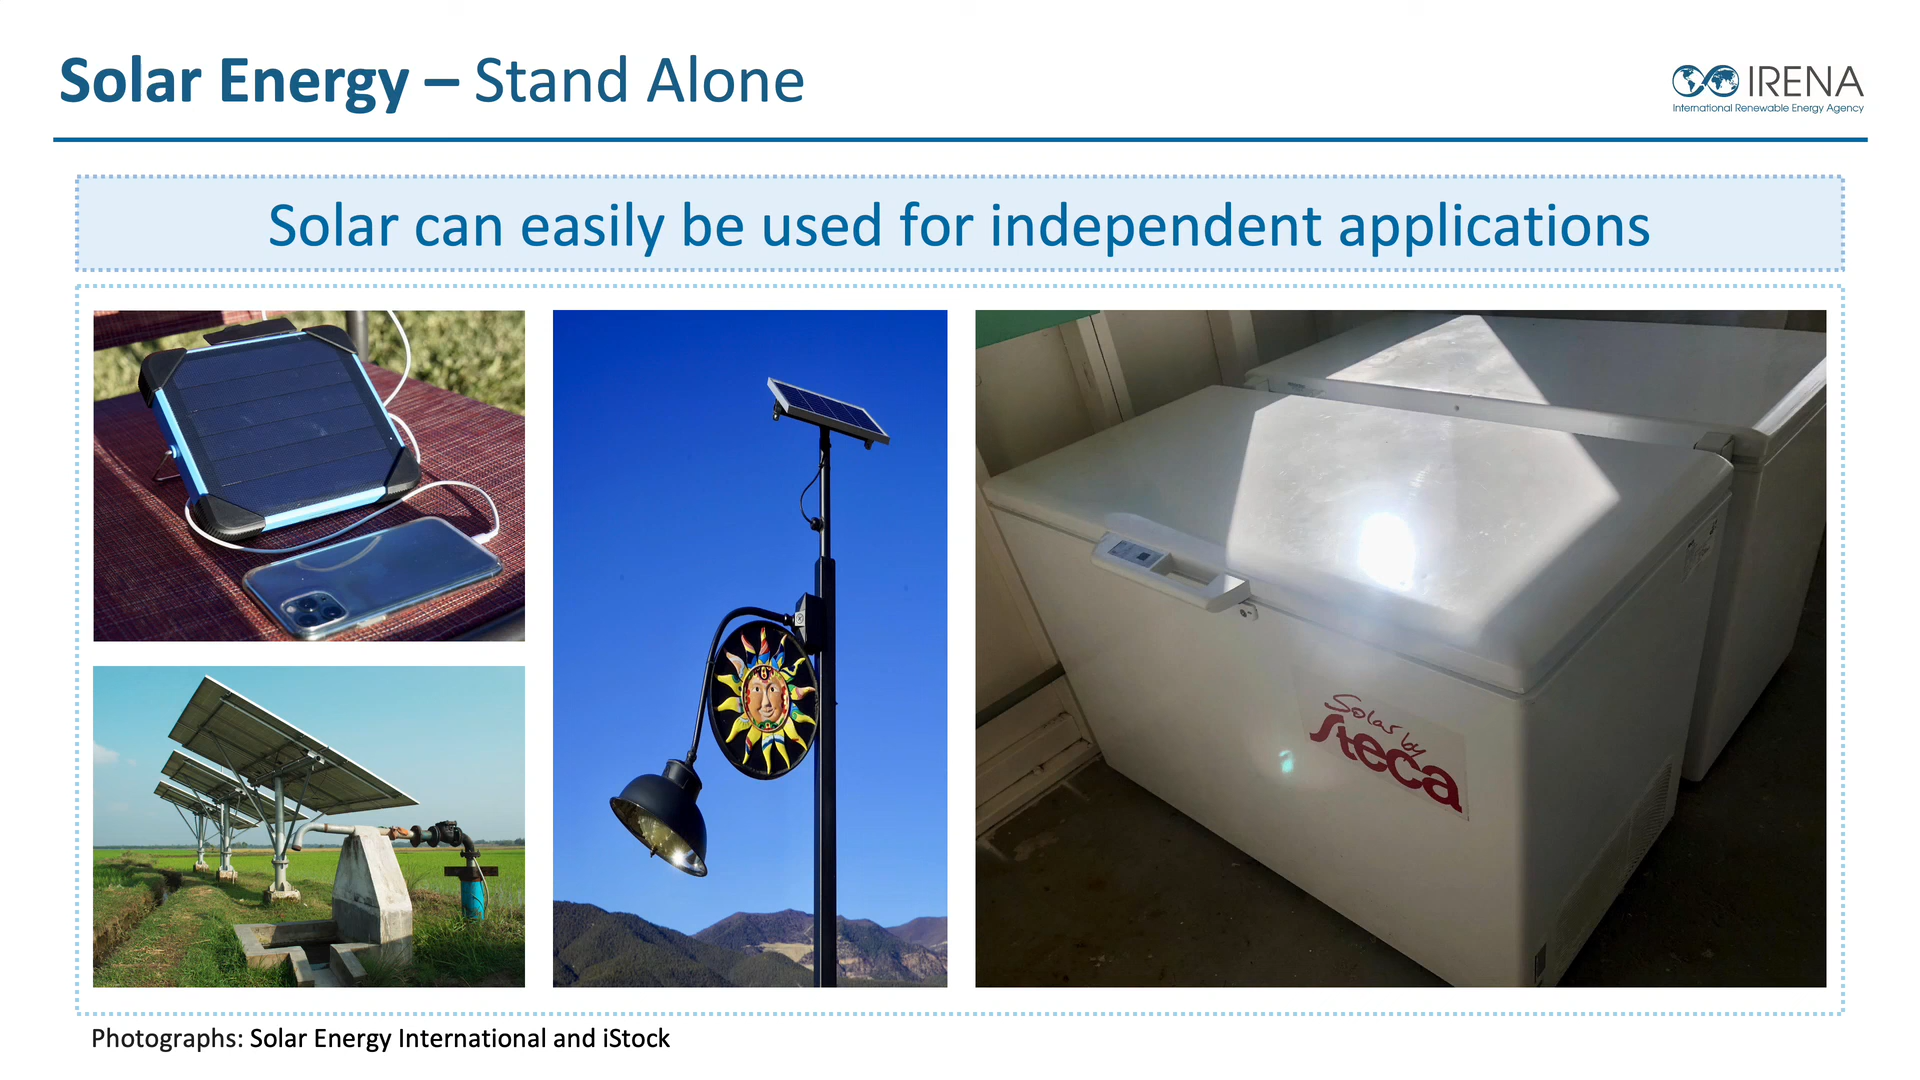 Solar Energy – Stand Alone
IRENA
International Renewable Energy Agency
Solar can easily be used for independent applications
Solar by
Steca
Photographs: Solar Energy International and iStock